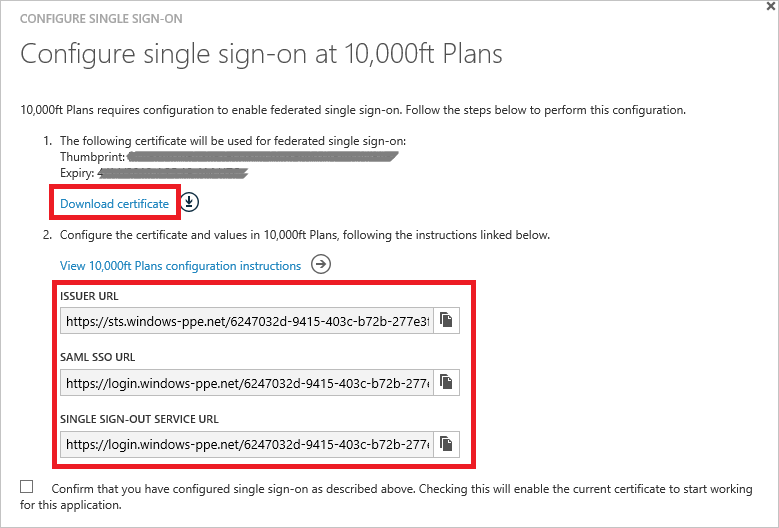 CONFIGURE SINGLE SIGN-ON
Configure single sign-on at 10,000ft Plans
10,000ft Plans requires configuration to enable federated single sign-on. Follow the steps below to perform this configuration.
1. The following certificate will be used for federated single sign-on:
Thumbprint:
Expiry:
Download certificate
2. Configure the certificate and values in 10,000ft Plans, following the instructions linked below.
View 10,000ft Plans configuration instructions
ISSUER URL
https://sts.windows-ppe.net/6247032d-9415-403c-b72b-277e3f
SAML SSO URL
https://login.windows-ppe.net/6247032d-9415-403c-b72b-277e
SINGLE SIGN-OUT SERVICE URL
https://login.windows-ppe.net/6247032d-9415-403c-b72b-277e
Confirm that you have configured single sign-on as described above. Checking this will enable the current certificate to start working
for this application.